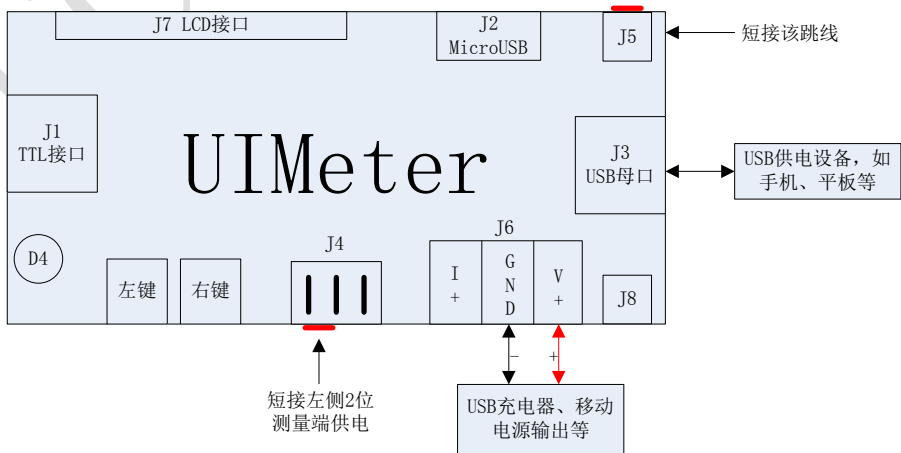 J7 LCD接口
J2
MicroUSB
J5
短接该跳线
J1
TTL接口
UIMeter
J3
USB母口
USB供电设备，如
手机、平板等
D4
左键
右键
J4
J6
I
+
G
N
D
V
+
J8
-
+
短接左侧2位
测量端供电
USB充电器、移动
电源输出等